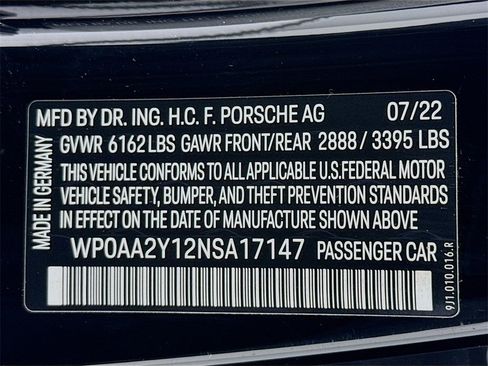 MFD BY DR. ING. H.C. F. PORSCHE AG 07/22
GVWR 6162 LBS GAWR FRONT/REAR 2888 / 3395 LBS
THIS VEHICLE CONFORMS TO ALL APPLICABLE U.S.FEDERAL MOTOR
VEHICLE SAFETY, BUMPER, AND THEFT PREVENTION STANDARDS
IN EFFECT ON THE DATE OF MANUFACTURE SHOWN ABOVE
WP0AA2Y12NSA17147 PASSENGER CAR
MADE IN GERMANY
9J1.010.016.R